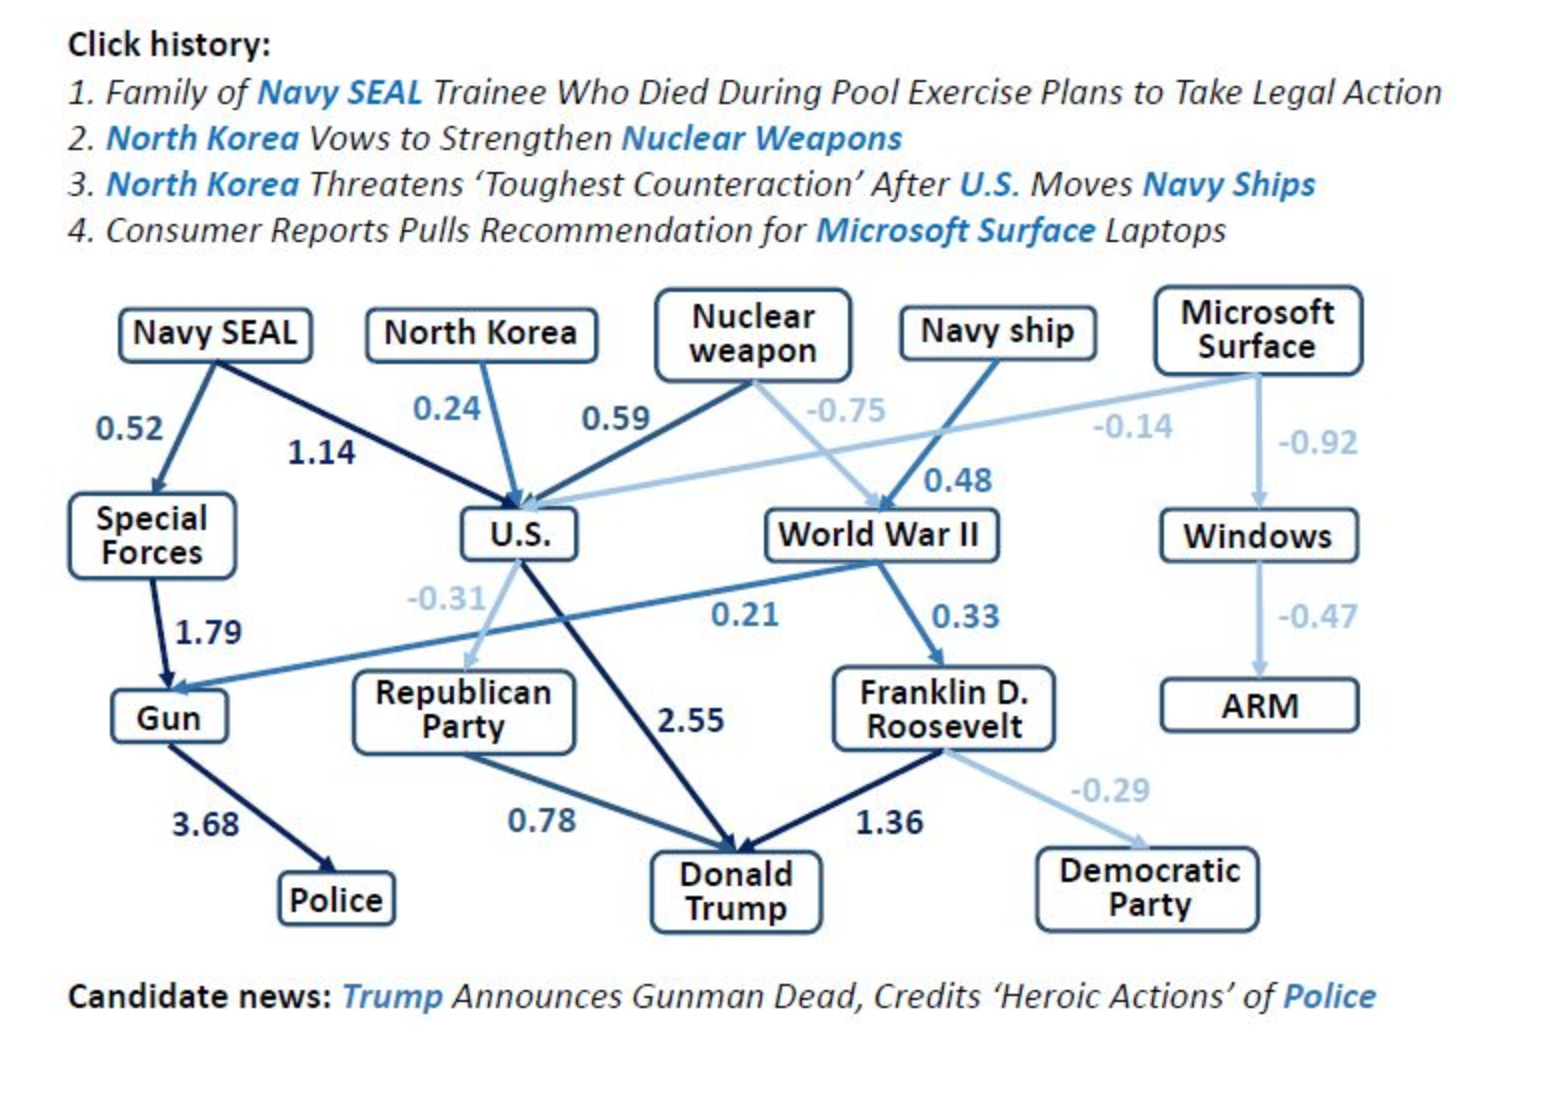 Click history:
1. Family of Navy SEAL Trainee Who Died During Pool Exercise Plans to Take Legal Action
2. North Korea Vows to Strengthen Nuclear Weapons
3. North Korea Threatens ‘Toughest Counteraction’ After U.S. Moves Navy Ships
4. Consumer Reports Pulls Recommendation for Microsoft Surface Laptops
Navy SEAL
North Korea
Nuclear
weapon
Navy ship
Microsoft
Surface
0.52
1.14
0.24
0.59
-0.75
0.48
-0.14
-0.92
Special
Forces
U.S.
World War II
Windows
1.79
-0.31
0.21
0.33
-0.47
Gun
Republican
Party
2.55
Franklin D.
Roosevelt
ARM
3.68
0.78
1.36
-0.29
Police
Donald
Trump
Democratic
Party
Candidate news: Trump Announces Gunman Dead, Credits ‘Heroic Actions’ of Police